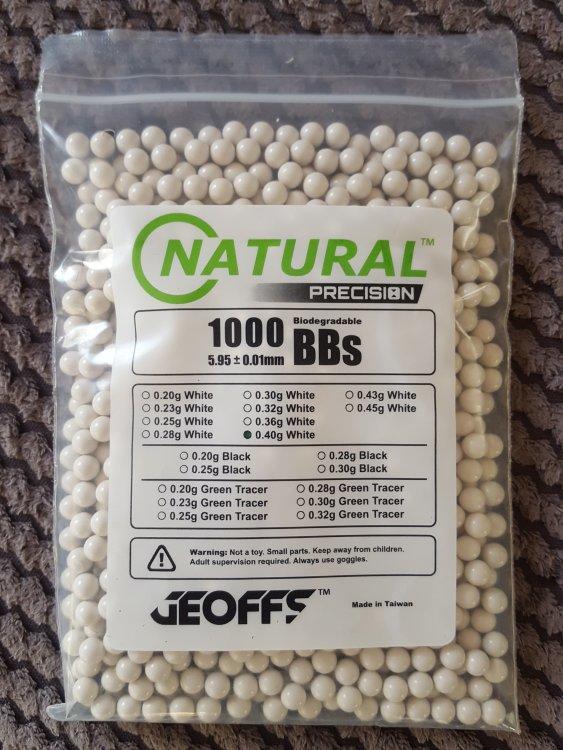 NATURAL™
PRECISION
1000 Biodegradable
5.95 ± 0.01mm BBs
0.20g White 0.30g White 0.43g White
0.23g White 0.32g White 0.45g White
0.25g White 0.36g White
0.28g White 0.40g White
0.20g Black 0.28g Black
0.25g Black 0.30g Black
0.20g Green Tracer 0.28g Green Tracer
0.23g Green Tracer 0.30g Green Tracer
0.25g Green Tracer 0.32g Green Tracer
Warning: Not a toy. Small parts. Keep away from children.
Adult supervision required. Always use goggles.
GEOFFS™ Made in Taiwan